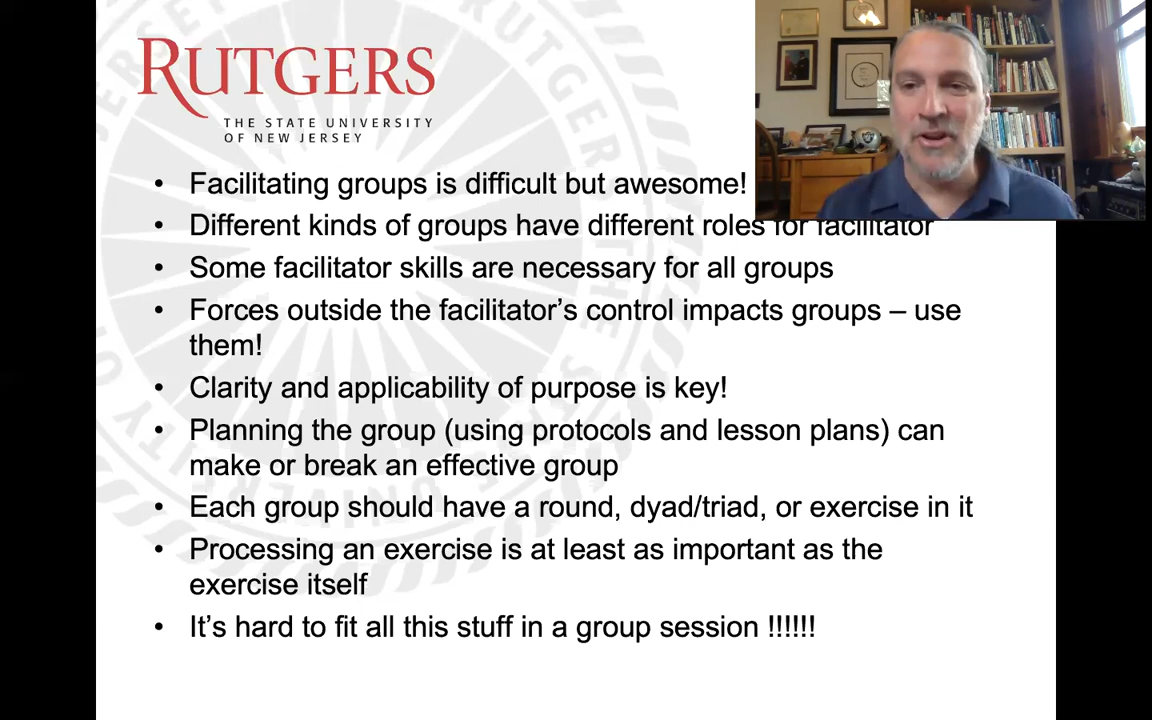 RUTGERS
THE STATE UNIVERSITY
OF NEW JERSEY
• Facilitating groups is difficult but awesome!
• Different kinds of groups have different roles for facilitator
• Some facilitator skills are necessary for all groups
• Forces outside the facilitator’s control impacts groups – use
them!
• Clarity and applicability of purpose is key!
• Planning the group (using protocols and lesson plans) can
make or break an effective group
• Each group should have a round, dyad/triad, or exercise in it
• Processing an exercise is at least as important as the
exercise itself
• It’s hard to fit all this stuff in a group session !!!!!!